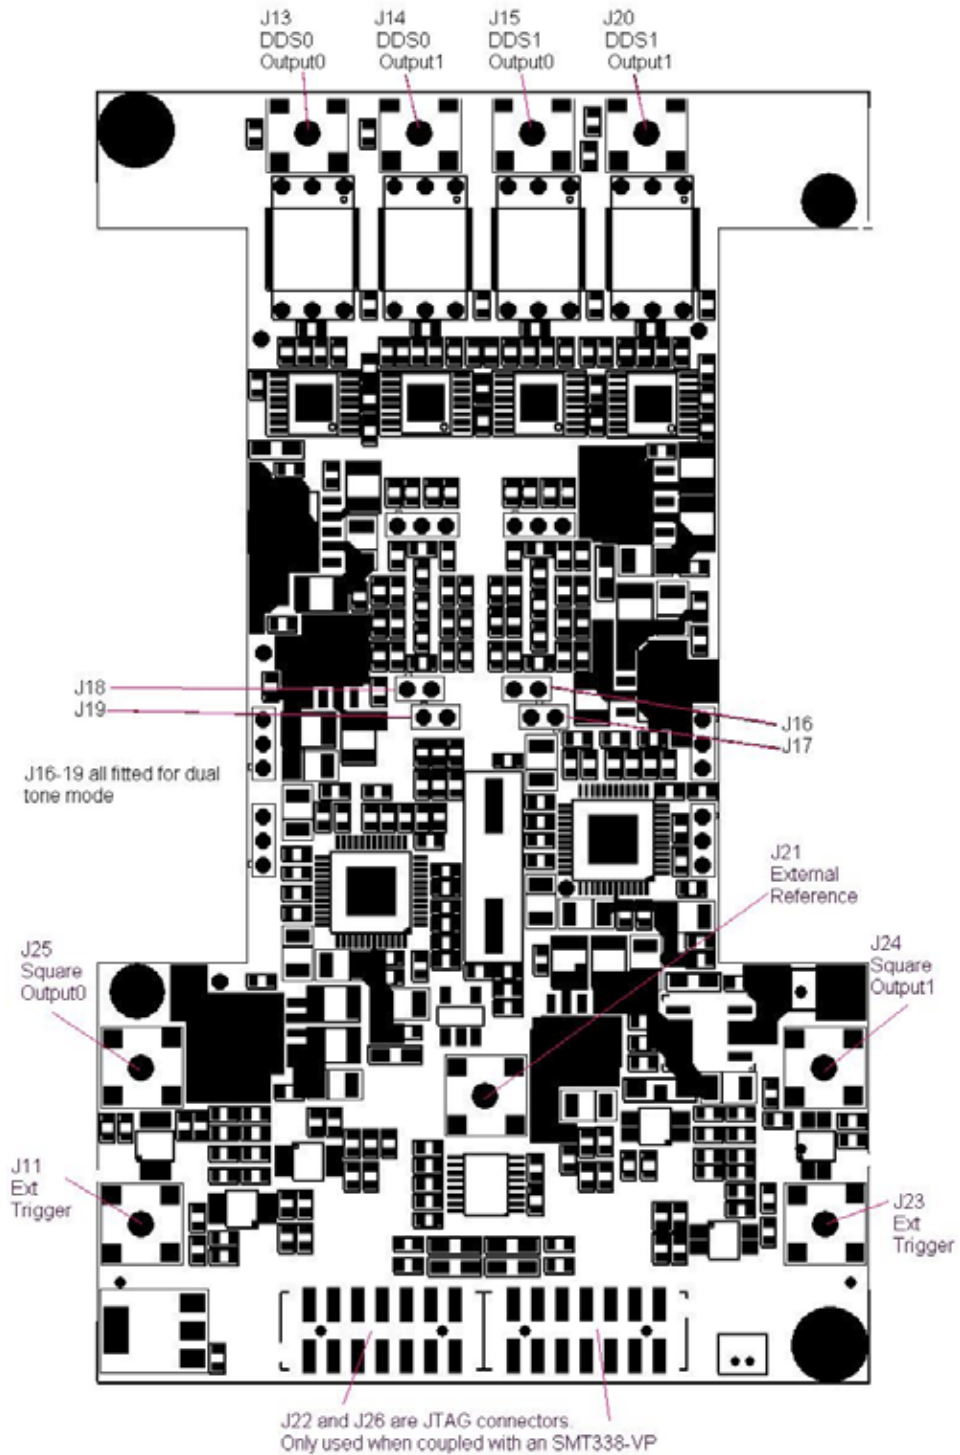 J13
DDS0
Output0
J14
DDS0
Output1
J15
DDS1
Output0
J20
DDS1
Output1
J18
J19
J16
J17
J16-19 all fitted for dual
tone mode
J21
External
Reference
J25
Square
Output0
J24
Square
Output1
J11
Ext
Trigger
J23
Ext
Trigger
J22 and J26 are JTAG connectors.
Only used when coupled with an SMT338-VP